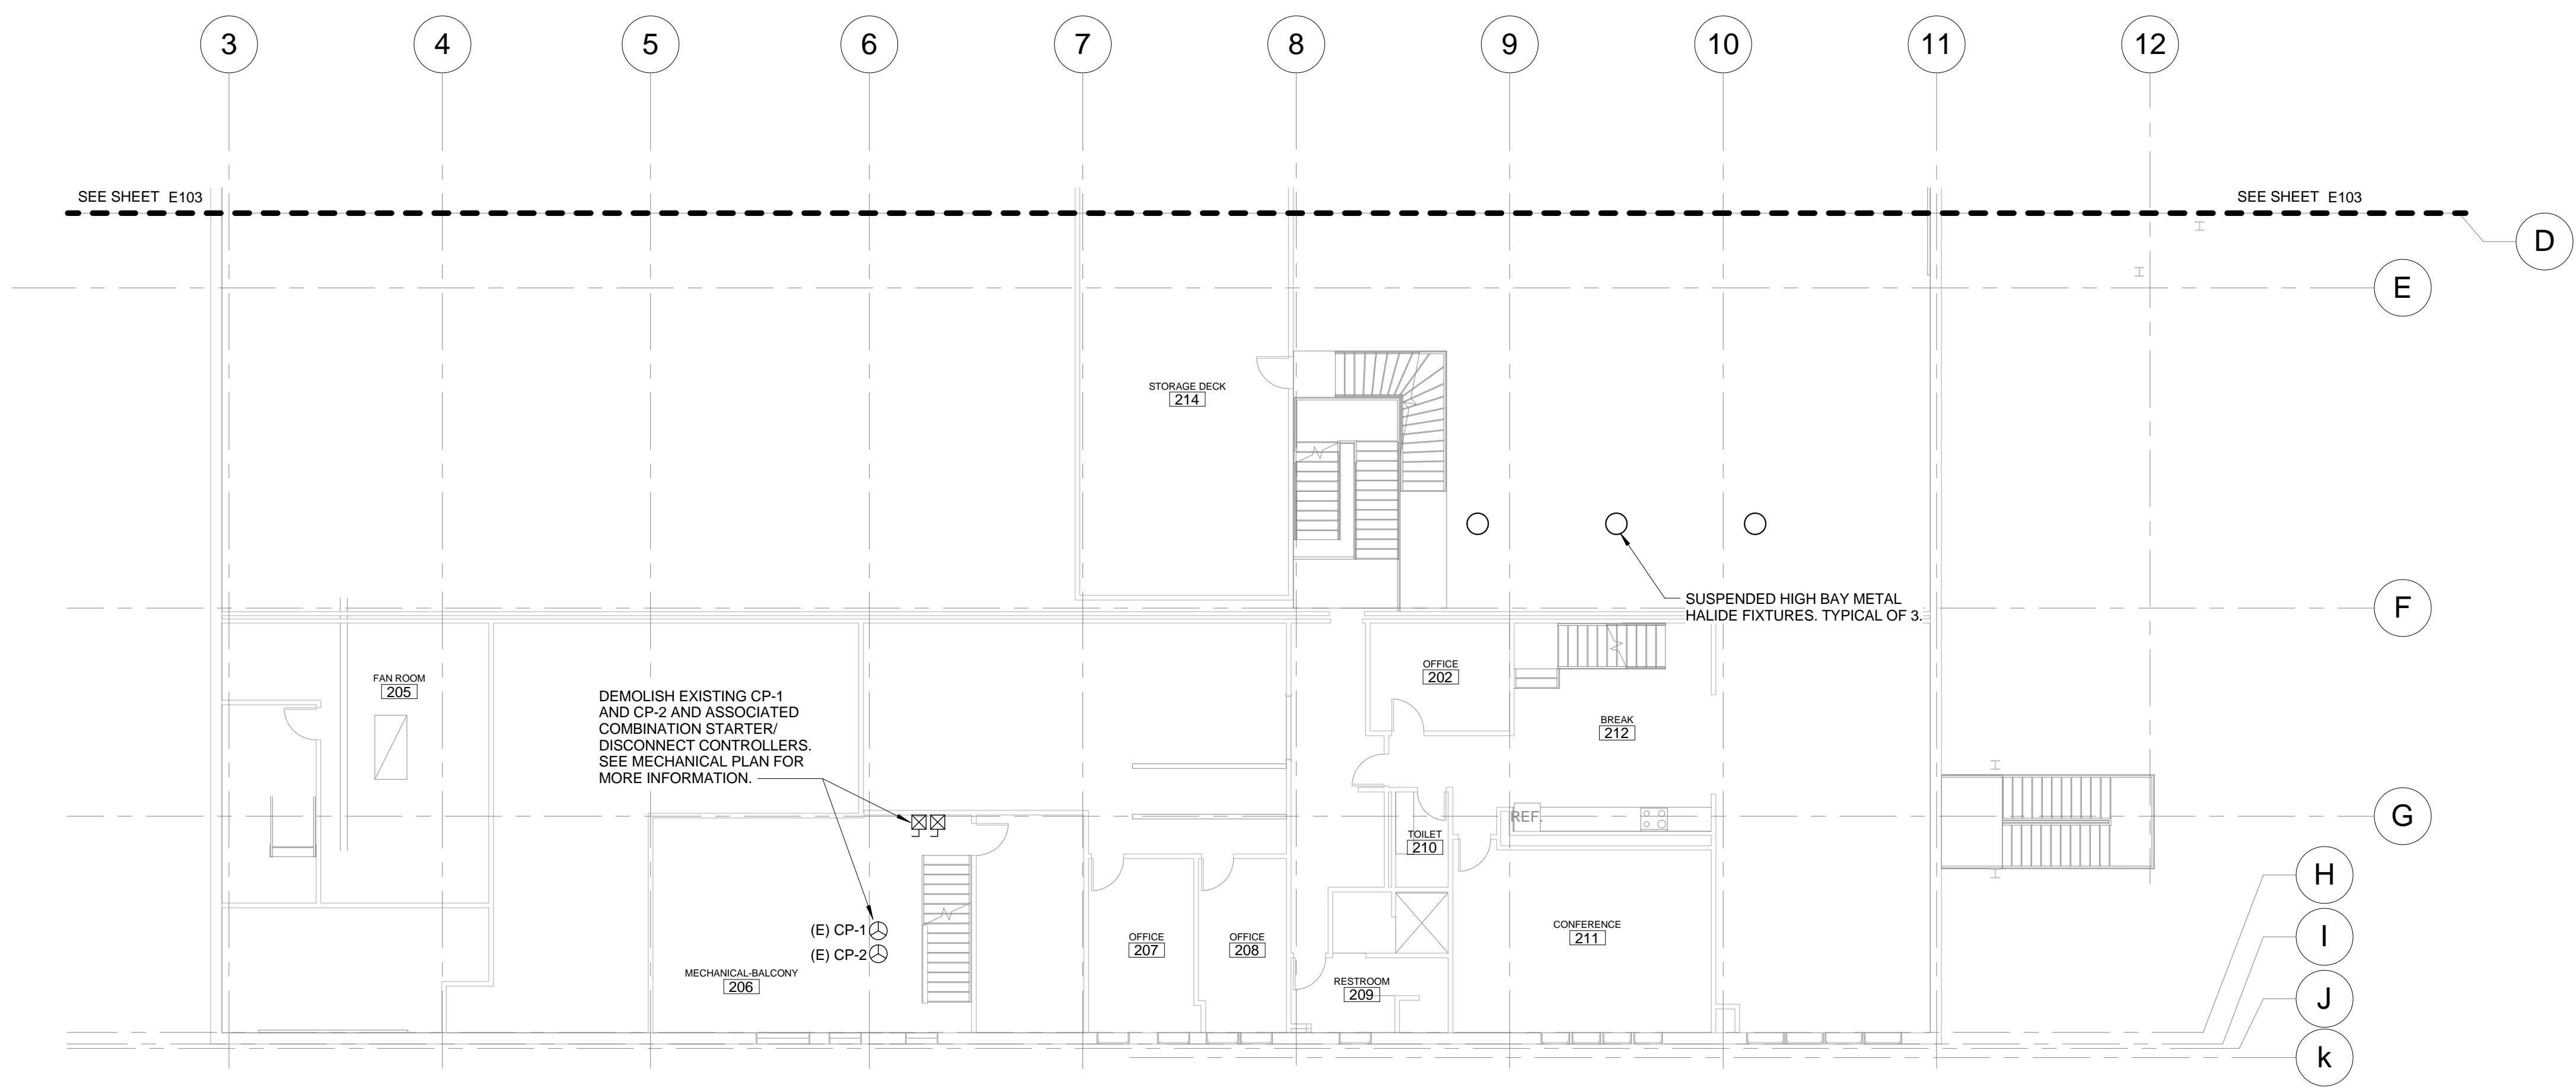 3
4
5
6
7
8
9
10
11
12
SEE SHEET E103
SEE SHEET E103
D
E
STORAGE DECK
214
SUSPENDED HIGH BAY METAL
HALIDE FIXTURES. TYPICAL OF 3.
F
OFFICE
202
FAN ROOM
205
DEMOLISH EXISTING CP-1
AND CP-2 AND ASSOCIATED
COMBINATION STARTER/
DISCONNECT CONTROLLERS.
SEE MECHANICAL PLAN FOR
MORE INFORMATION.
BREAK
212
REF.
G
TOILET
210
H
(E) CP-1
(E) CP-2
OFFICE
207
OFFICE
208
CONFERENCE
211
I
MECHANICAL-BALCONY
206
RESTROOM
209
J
k